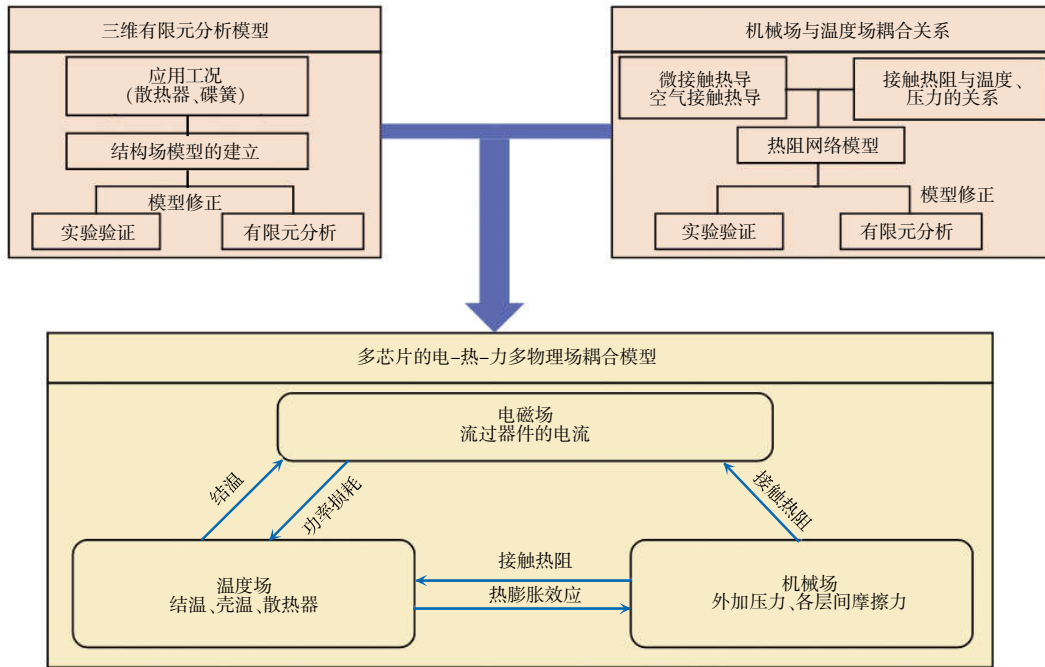 三维有限元分析模型
应用工况
(散热器、碟簧)
结构场模型的建立
模型修正
实验验证
有限元分析
机械场与温度场耦合关系
微接触热导
空气接触热导
接触热阻与温度、
压力的关系
热阻网络模型
模型修正
实验验证
有限元分析
多芯片的电–热–力多物理场耦合模型
电磁场
流过器件的电流
结温
功率损耗
接触热阻
温度场
结温、壳温、散热器
接触热阻
热膨胀效应
机械场
外加压力、各层间摩擦力